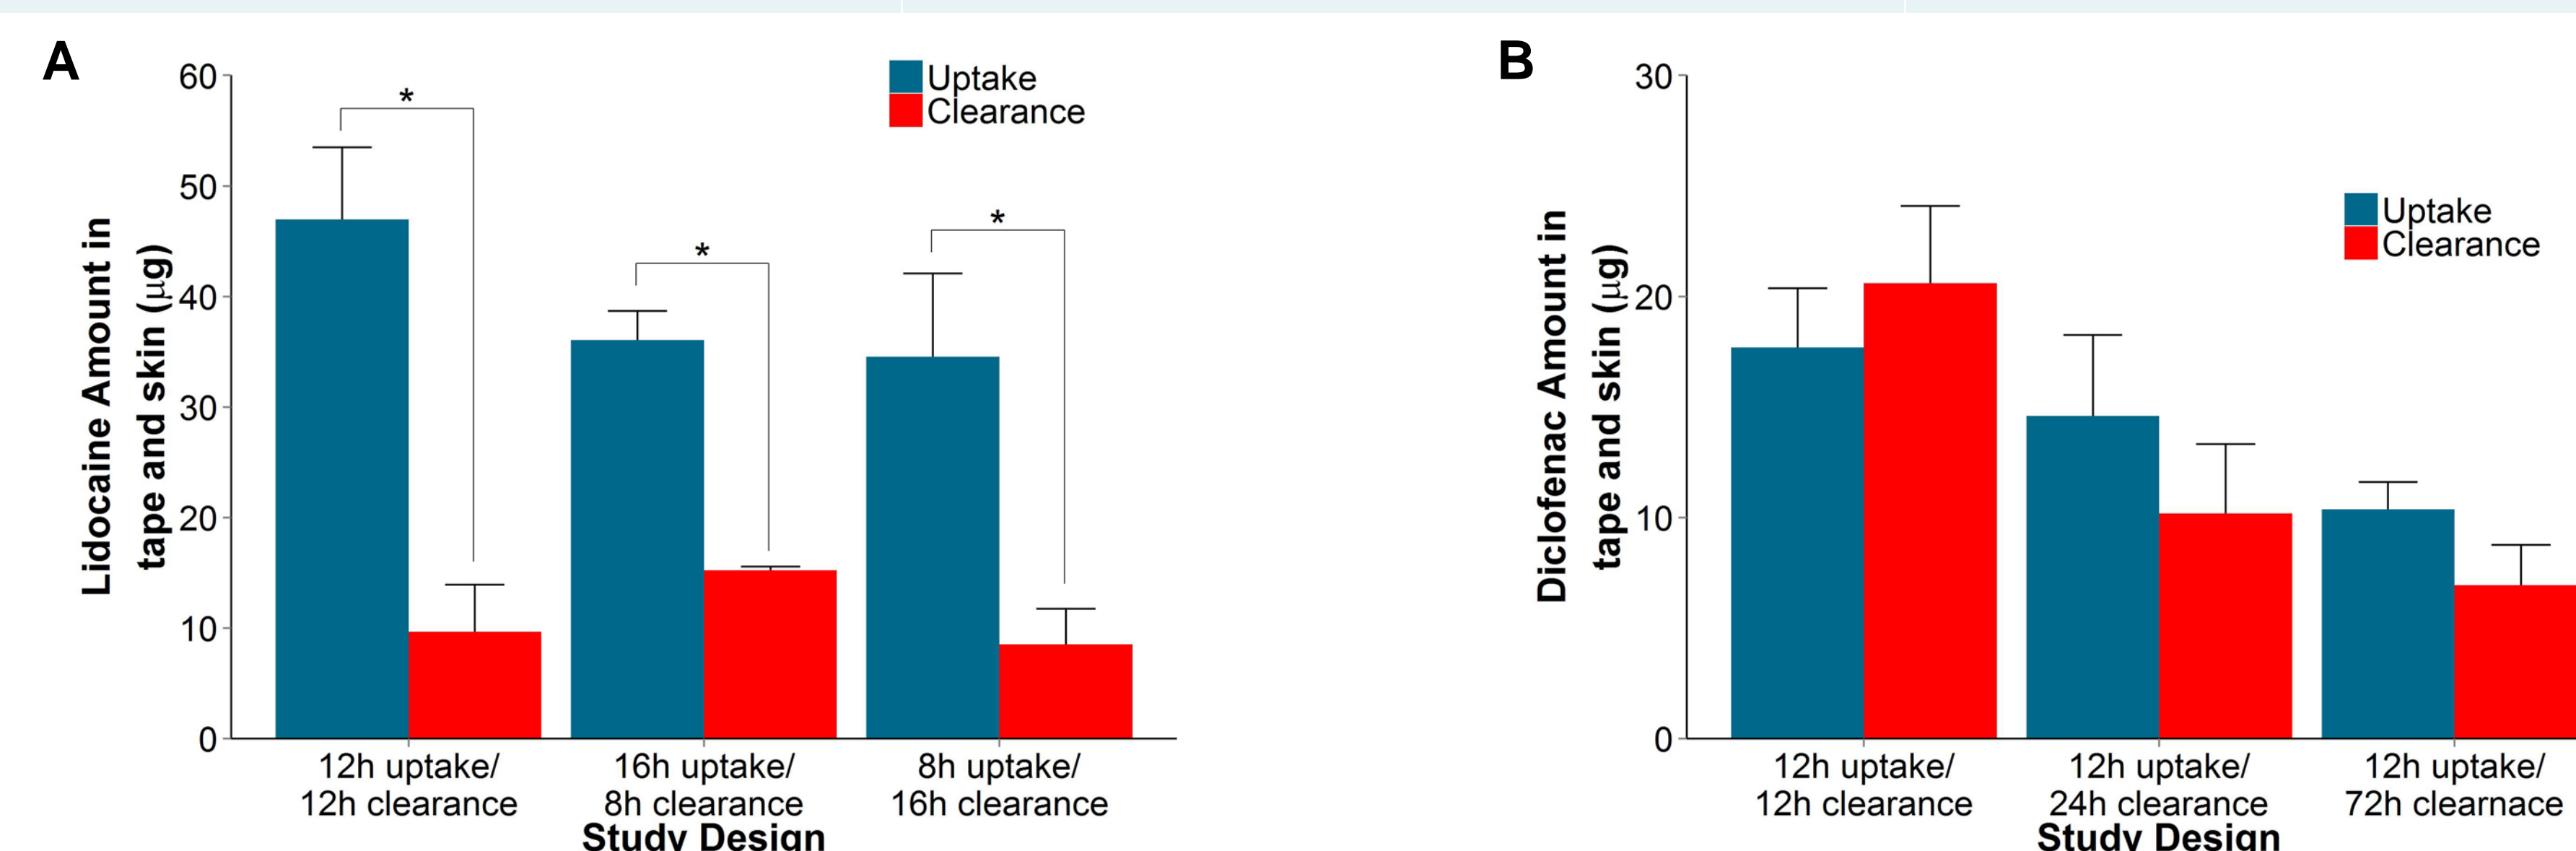 A
60
50
40
30
20
10
0
Lidocaine Amount in
tape and skin (μg)
*
*
*
Uptake
Clearance
12h uptake/
12h clearance
16h uptake/
8h clearance
8h uptake/
16h clearance
Study Design
B
30
20
10
0
Diclofenac Amount in
tape and skin (μg)
Uptake
Clearance
12h uptake/
12h clearance
12h uptake/
24h clearance
12h uptake/
72h clearnace
Study Design